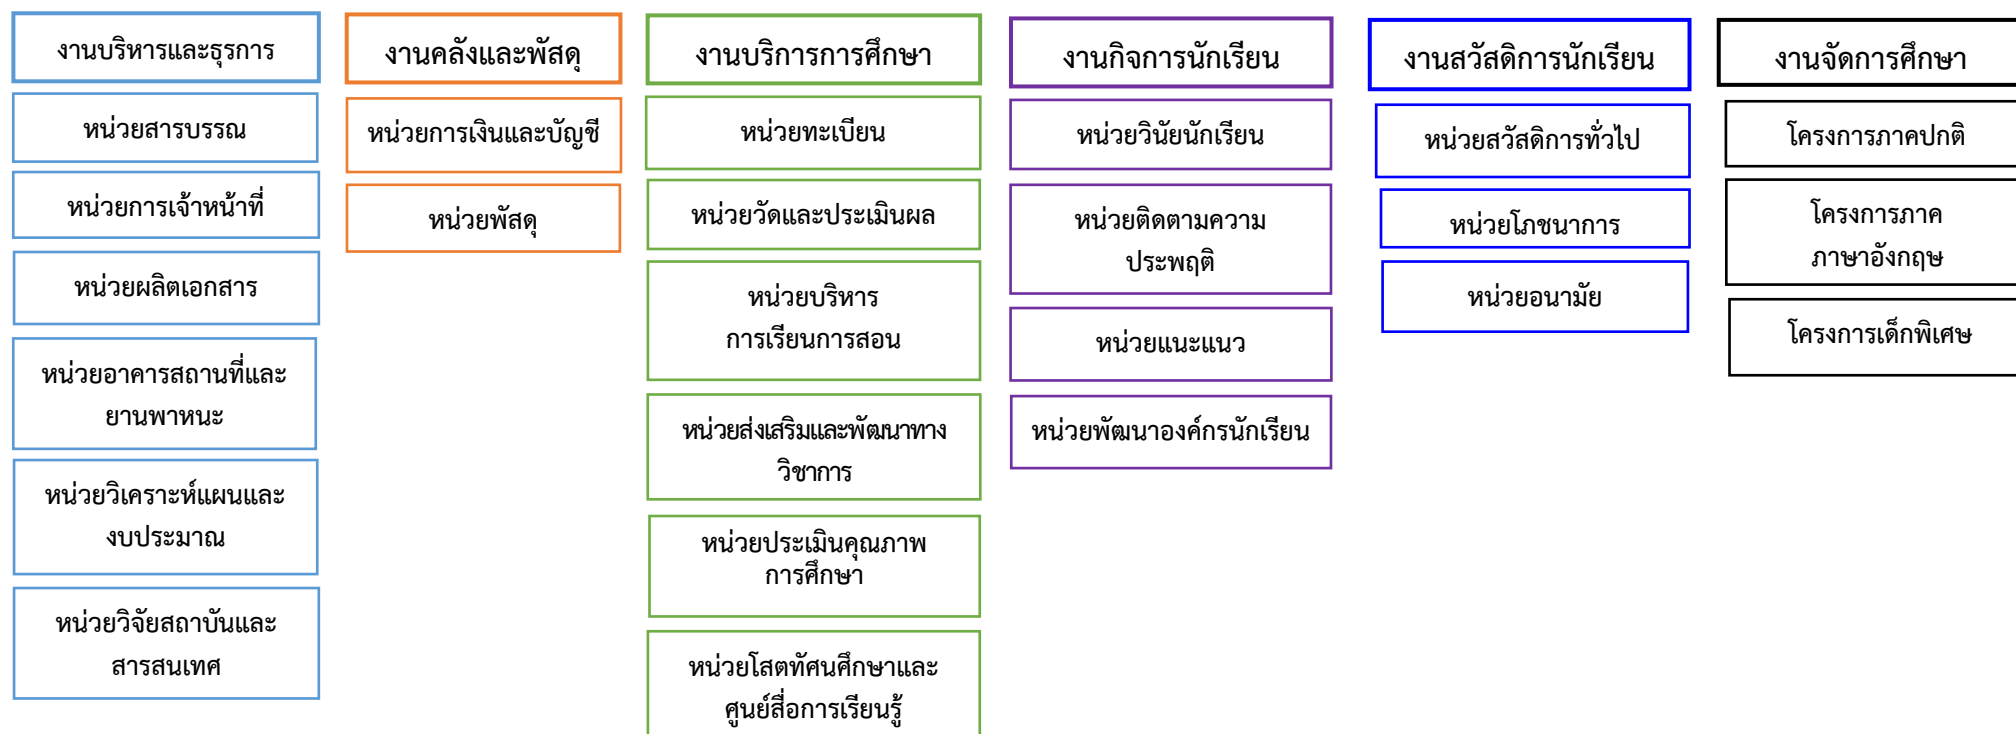 งานบริหารและธุรการ
หน่วยสารบรรณ
หน่วยการเจ้าหน้าที่
หน่วยผลิตเอกสาร
หน่วยอาคารสถานที่และ
ยานพาหนะ
หน่วยวิเคราะห์แผนและ
งบประมาณ
หน่วยวิจัยสถาบันและ
สารสนเทศ
งานคลังและพัสดุ
หน่วยการเงินและบัญชี
หน่วยพัสดุ
งานบริการการศึกษา
หน่วยทะเบียน
หน่วยวัดและประเมินผล
หน่วยบริหาร
การเรียนการสอน
หน่วยส่งเสริมและพัฒนาทาง
วิชาการ
หน่วยประเมินคุณภาพ
การศึกษา
หน่วยโสตทัศนศึกษาและ
ศูนย์สื่อการเรียนรู้
งานกิจการนักเรียน
หน่วยวินัยนักเรียน
หน่วยติดตามความ
ประพฤติ
หน่วยแนะแนว
หน่วยพัฒนาองค์กรนักเรียน
งานสวัสดิการนักเรียน
หน่วยสวัสดิการทั่วไป
หน่วยโภชนาการ
หน่วยอนามัย
งานจัดการศึกษา
โครงการภาคปกติ
โครงการภาค
ภาษาอังกฤษ
โครงการเด็กพิเศษ